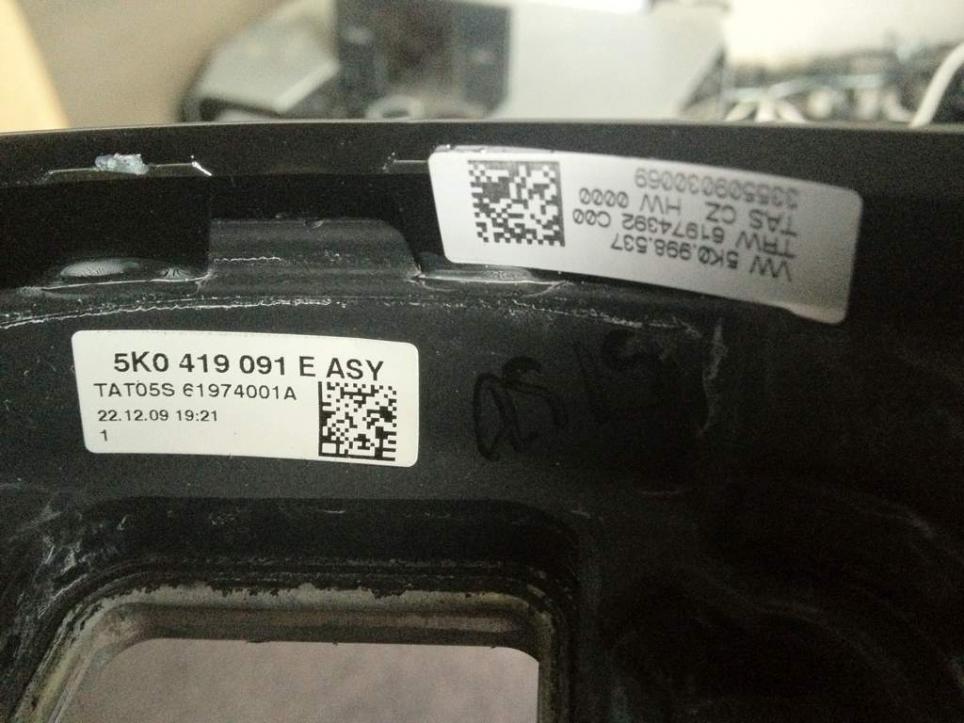 VW 5K0.998.537
TRW 61974392 C00
TAS CZ HW 0000
335509030069
5K0 419 091 E ASY
TAT05S 61974001A
22.12.09 19:21
1